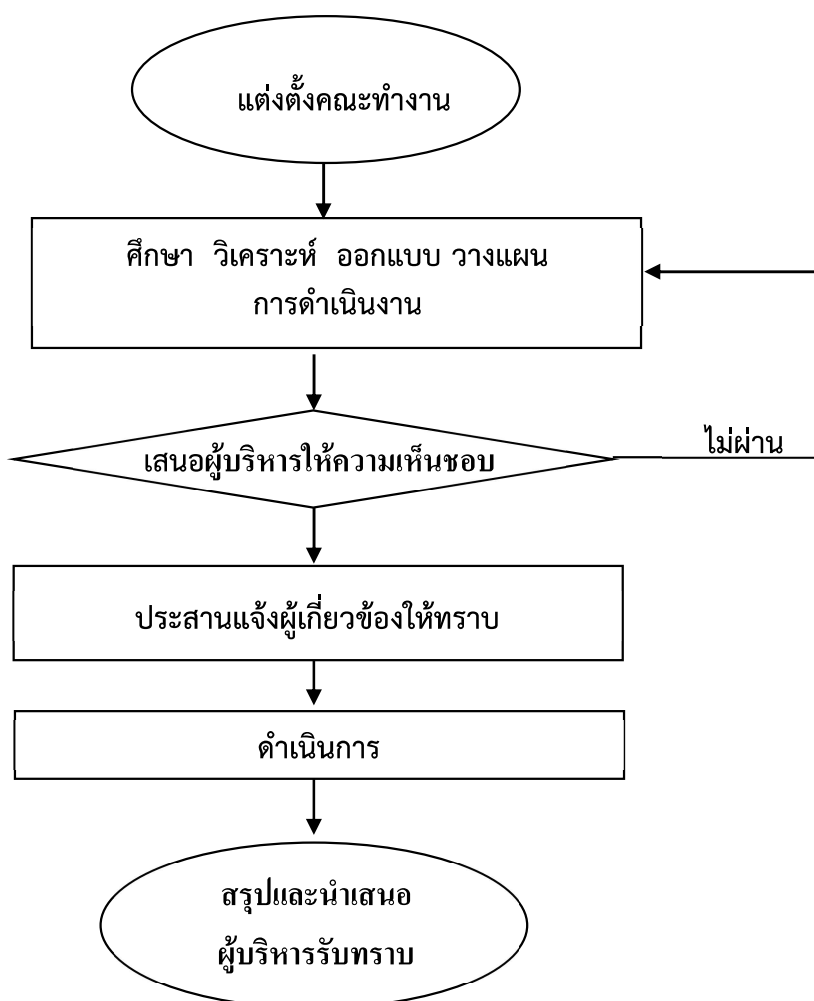 แต่งตั้งคณะทำงาน
ศึกษา วิเคราะห์ ออกแบบ วางแผน
การดำเนินงาน
เสนอผู้บริหารให้ความเห็นชอบ
ไม่ผ่าน
ประสานแจ้งผู้เกี่ยวข้องให้ทราบ
ดำเนินการ
สรุปและนำเสนอ
ผู้บริหารรับทราบ